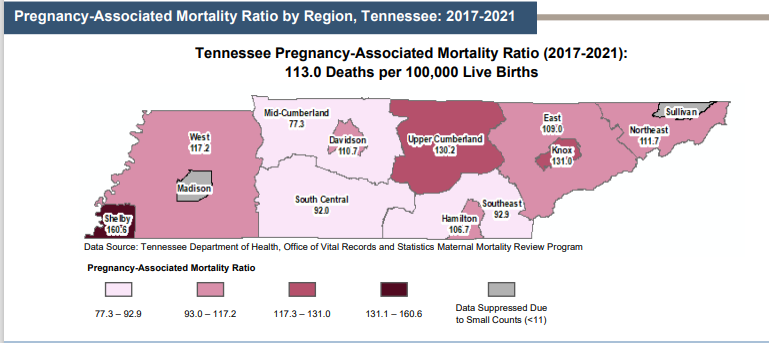 Pregnancy-Associated Mortality Ratio by Region, Tennessee: 2017-2021
Tennessee Pregnancy-Associated Mortality Ratio (2017-2021):
113.0 Deaths per 100,000 Live Births
Mid-Cumberland
77.3
West
117.2
Davidson
110.7
Upper Cumberland
130.2
East
109.0
Knox
131.0
Sullivan
Northeast
111.7
Madison
Shelby
160.6
South Central
92.0
Southeast
92.9
Hamilton
106.7
Data Source: Tennessee Department of Health, Office of Vital Records and Statistics Maternal Mortality Review Program
Pregnancy-Associated Mortality Ratio
77.3 – 92.9
93.0 – 117.2
117.3 – 131.0
131.1 – 160.6
Data Suppressed Due
to Small Counts (<11)